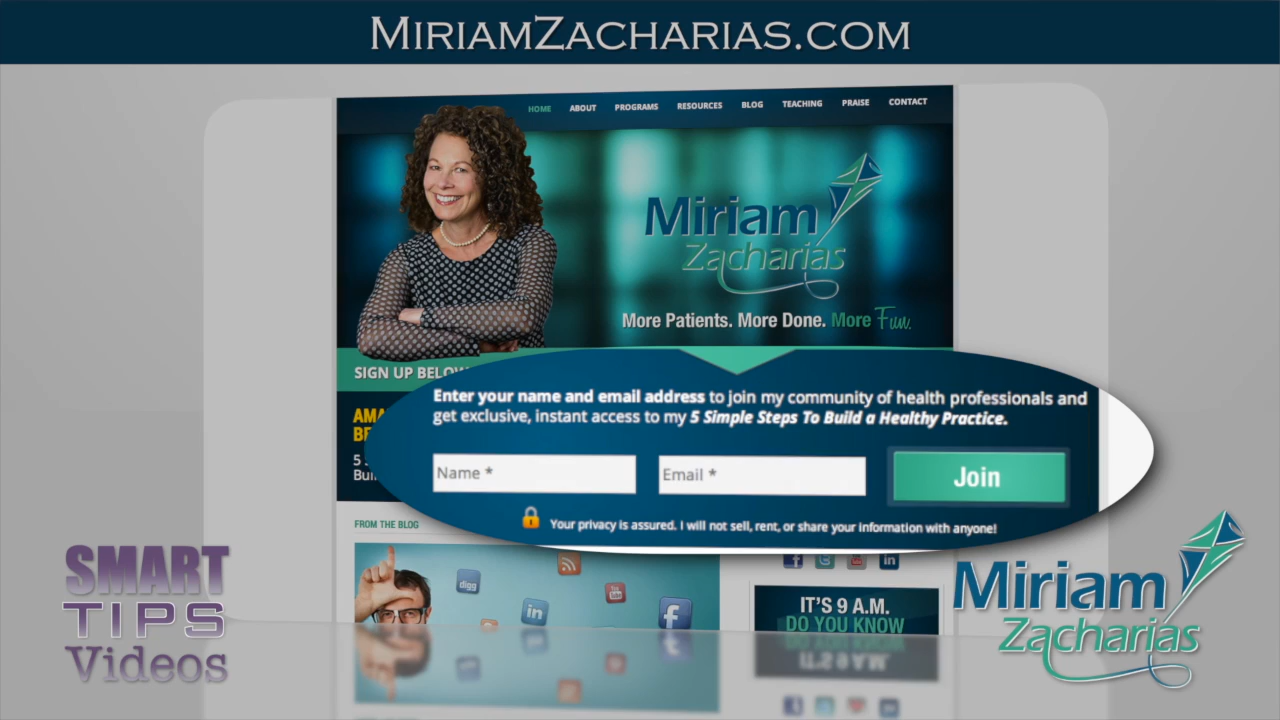 MIRIAMZACHARIAS.COM
HOME ABOUT PROGRAMS RESOURCES BLOG TEACHING PRAISE CONTACT
Miriam
Zacharias
More Patients. More Done. More Fun.
SIGN UP BELOW
Enter your name and email address to join my community of health professionals and
get exclusive, instant access to my 5 Simple Steps To Build a Healthy Practice.
Name * Email * Join
Your privacy is assured. I will not sell, rent, or share your information with anyone!
FROM THE BLOG
digg
in
f
IT'S 9 A.M.
DO YOU KNOW
SMART
TIPS
Videos
Miriam
Zacharias